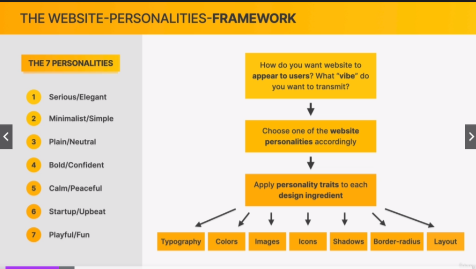 THE WEBSITE-PERSONALITIES-FRAMEWORK
THE 7 PERSONALITIES
1 Serious/Elegant
2 Minimalist/Simple
3 Plain/Neutral
4 Bold/Confident
5 Calm/Peaceful
6 Startup/Upbeat
7 Playful/Fun
How do you want website to
appear to users? What "vibe" do
you want to transmit?
Choose one of the website
personalities accordingly
Apply personality traits to each
design ingredient
Typography
Colors
Images
Icons
Shadows
Border-radius
Layout